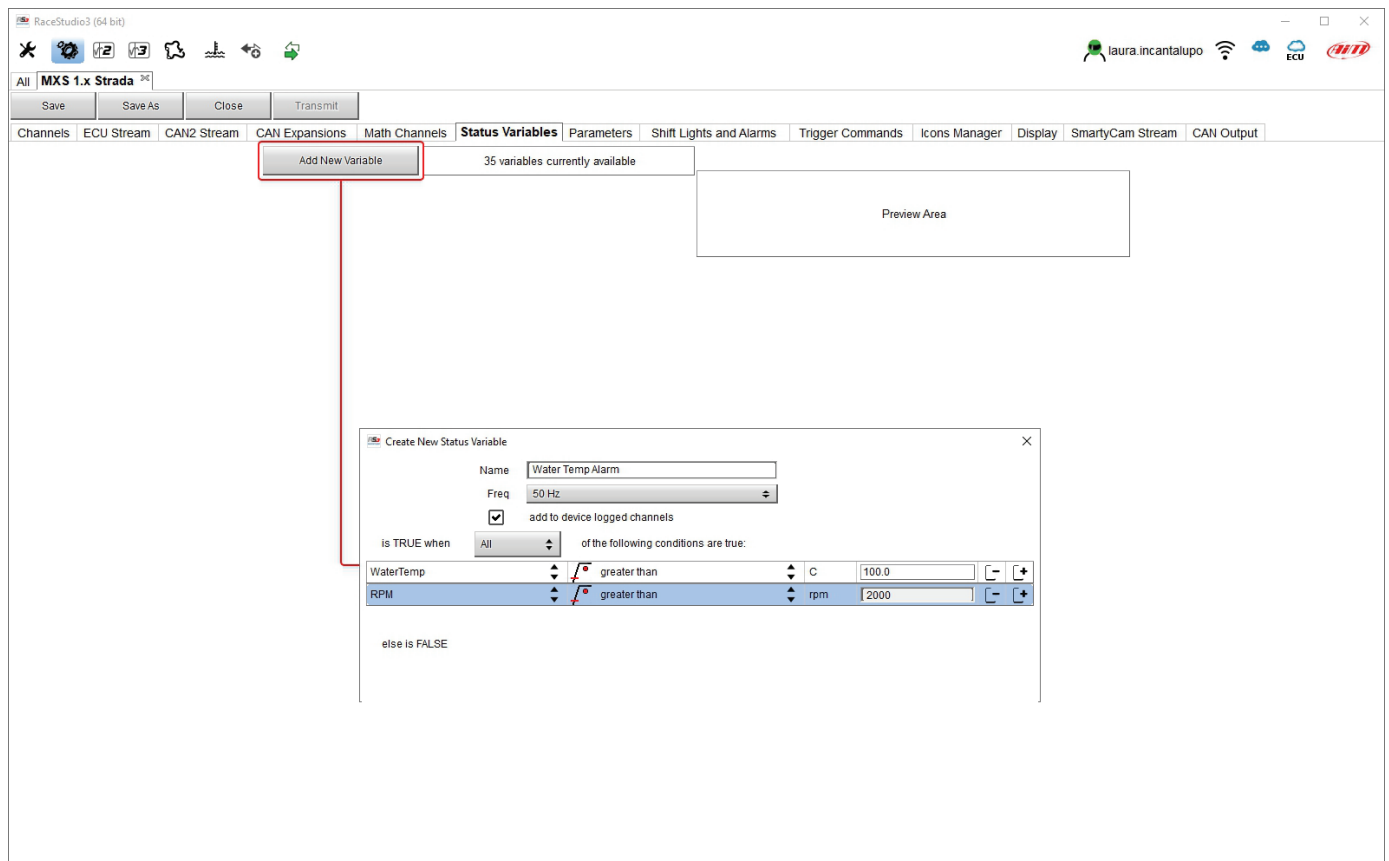 RaceStudio3 (64 bit)
laura.incantalupo ECU AiM
All MXS 1.x Strada
Save Save As Close Transmit
Channels ECU Stream CAN2 Stream CAN Expansions Math Channels Status Variables Parameters Shift Lights and Alarms Trigger Commands Icons Manager Display SmartyCam Stream CAN Output
Add New Variable 35 variables currently available
Preview Area
Create New Status Variable
Name Water Temp Alarm
Freq 50 Hz
add to device logged channels
is TRUE when All of the following conditions are true:
WaterTemp greater than C 100.0
RPM greater than rpm 2000
else is FALSE